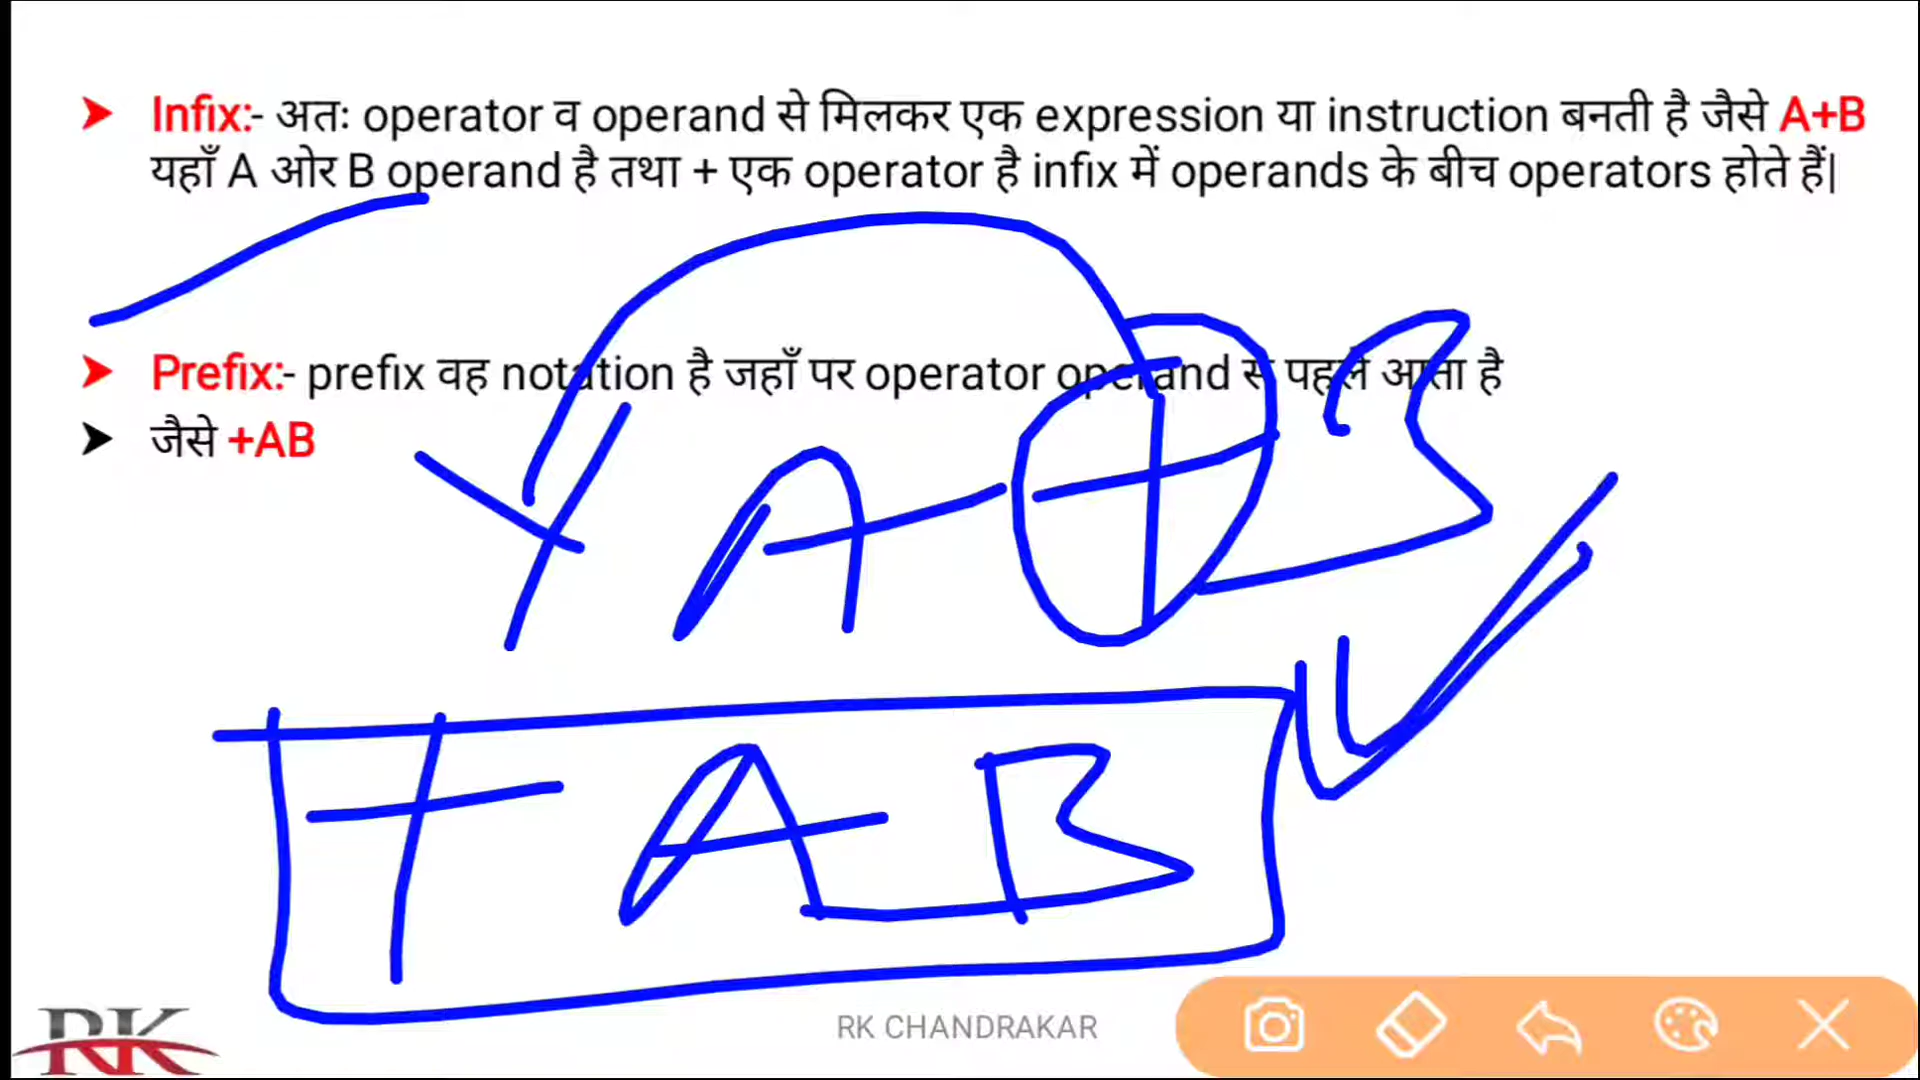 Infix:- अतः operator व operand से मिलकर एक expression या instruction बनती है जैसे A+B
यहाँ A ओर B operand है तथा + एक operator है infix में operands के बीच operators होते हैं|
Prefix:- prefix वह notation है जहाँ पर operator operand से पहले आता है
जैसे +AB
A + B
+ A B
RK
RK CHANDRAKAR